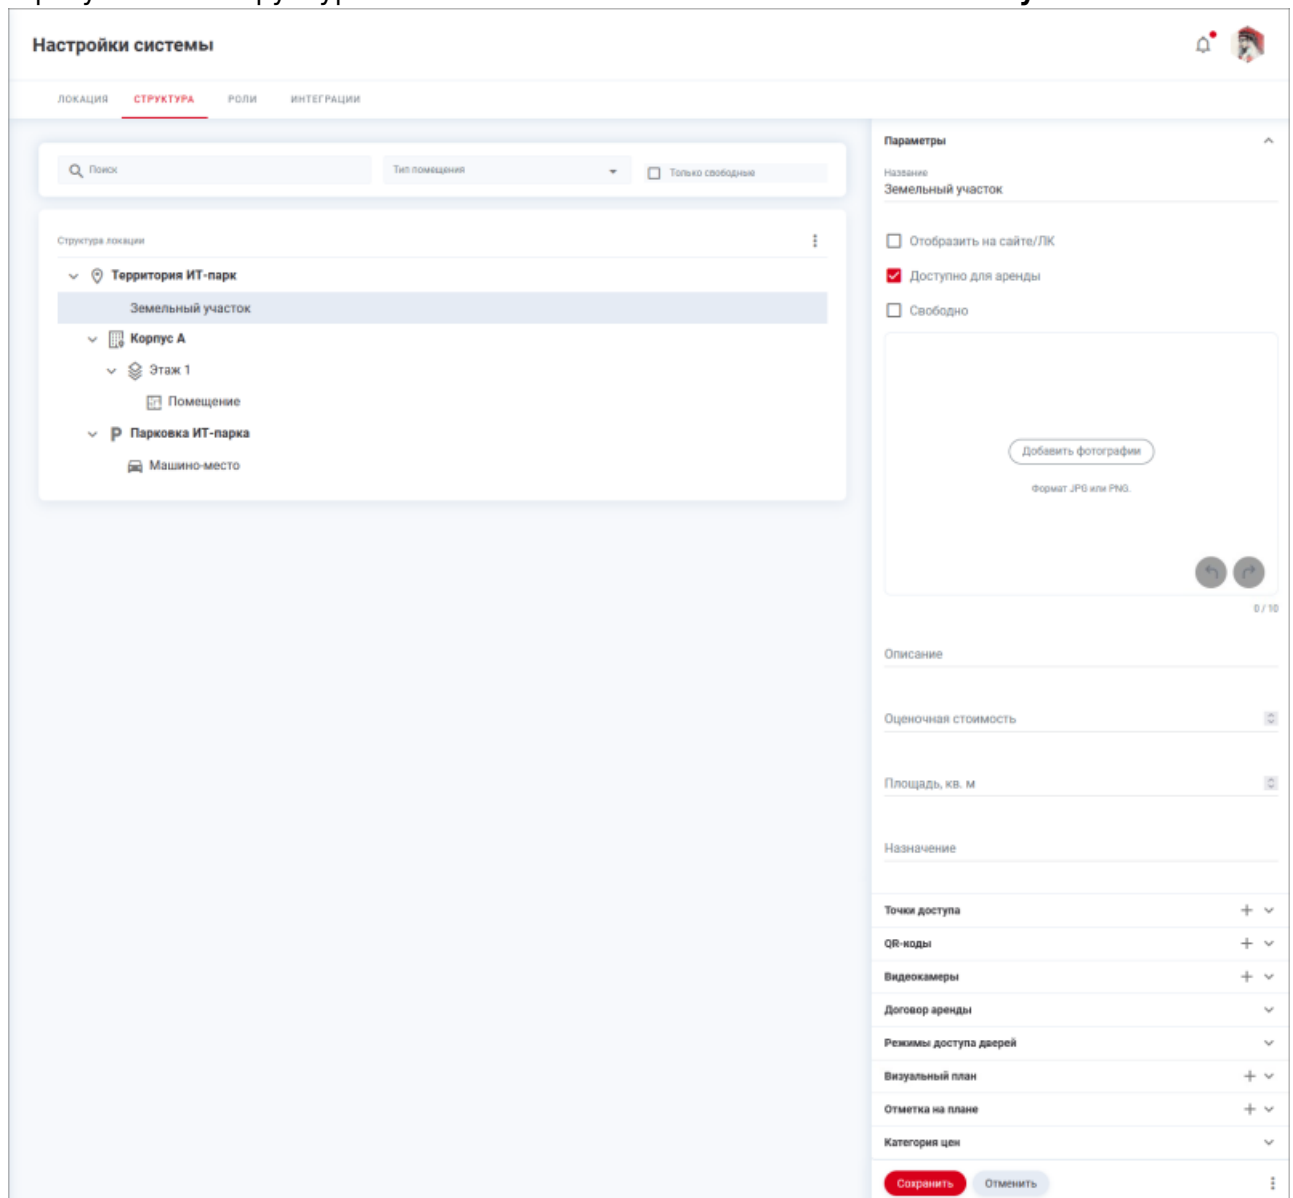 Настройки системы
ЛОКАЦИЯ СТРУКТУРА РОЛИ ИНТЕГРАЦИИ
Поиск
Тип помещения
Только свободные
Структура локации
Территория ИТ-парк
Земельный участок
Корпус А
Этаж 1
Помещение
Парковка ИТ-парка
Машино-место
Параметры
Название
Земельный участок
Отобразить на сайте/ЛК
Доступно для аренды
Свободно
Добавить фотографии
Формат JPG или PNG.
0 / 10
Описание
Оценочная стоимость
Площадь, кв. м
Назначение
Точки доступа
QR-коды
Видеокамеры
Договор аренды
Режимы доступа дверей
Визуальный план
Отметка на плане
Категория цен
Сохранить Отменить